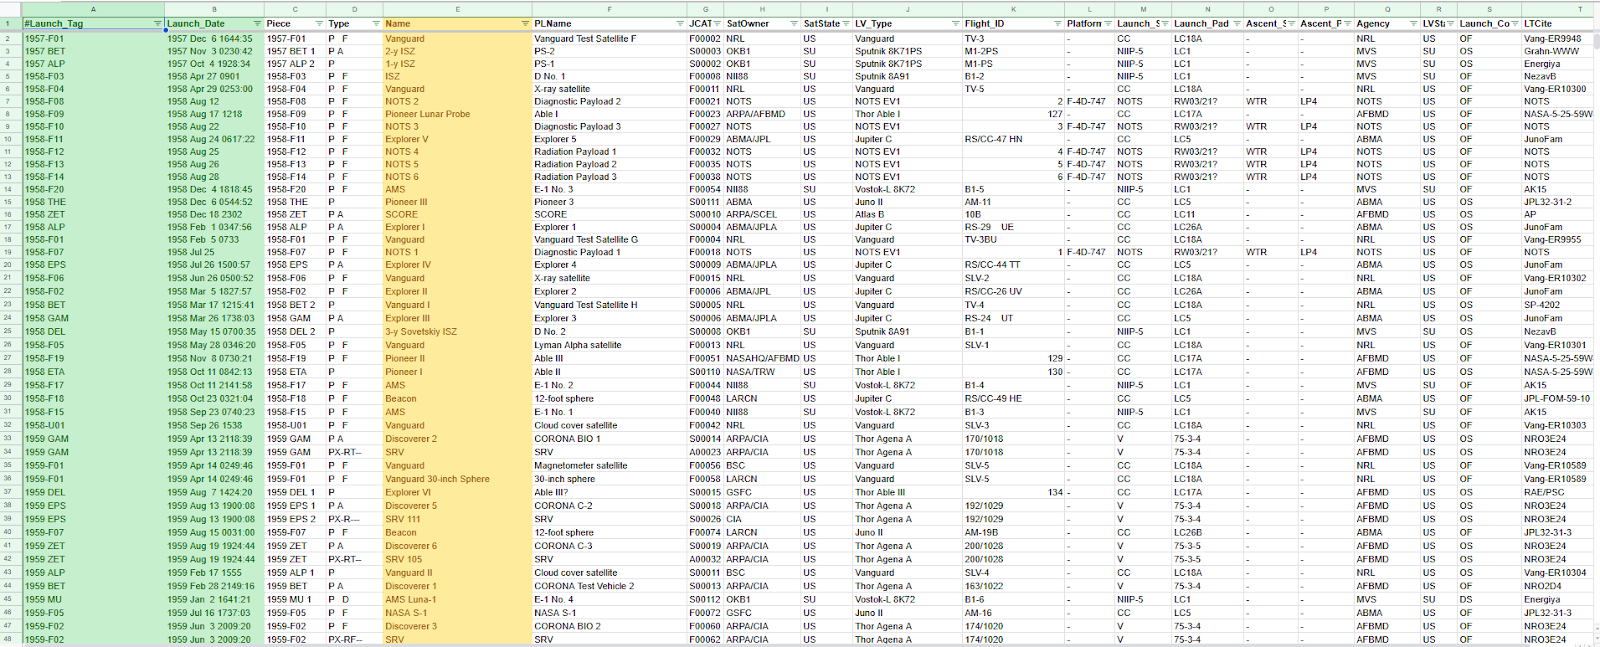 A B C D E F G H I J K L M N O P Q R S T
1 #Launch_Tag Launch_Date Piece Type Name PLName JCAT SatOwner SatState LV_Type Flight_ID Platform Launch_S Launch_Pad Ascent_S Ascent_P Agency LVSta Launch_Co LTCite
2 1957-F01 1957 Dec 6 1644:35 1957-F01 P F Vanguard Vanguard Test Satellite F F00002 NRL US Vanguard TV-3 - CC LC18A - - NRL US OF Vang-ER9948
3 1957 BET 1957 Nov 3 0230:42 1957 BET 1 P A 2-y ISZ PS-2 S00003 OKB1 SU Sputnik 8K71PS M1-2PS - NIIP-5 LC1 - - MVS SU OS Grahn-WWW
4 1957 ALP 1957 Oct 4 1928:34 1957 ALP 2 P 1-y ISZ PS-1 S00002 OKB1 SU Sputnik 8K71PS M1-PS - NIIP-5 LC1 - - MVS SU OS Energiya
5 1958-F03 1958 Apr 27 0901 1958-F03 P F ISZ D No. 1 F00008 NII88 SU Sputnik 8A91 B1-2 - NIIP-5 LC1 - - MVS SU OF NezavB
6 1958-F04 1958 Apr 29 0253:00 1958-F04 P F Vanguard X-ray satellite F00011 NRL US Vanguard TV-5 - CC LC18A - - NRL US OF Vang-ER10300
7 1958-F08 1958 Aug 12 1958-F08 P F NOTS 2 Diagnostic Payload 2 F00021 NOTS US NOTS EV1 2 F-4D-747 NOTS RW03/21? WTR LP4 NOTS US OF NOTS
8 1958-F09 1958 Aug 17 1218 1958-F09 P F Pioneer Lunar Probe Able I F00023 ARPA/AFBMD US Thor Able I 127 - CC LC17A - - AFBMD US OF NASA-5-25-59W
9 1958-F10 1958 Aug 22 1958-F10 P F NOTS 3 Diagnostic Payload 3 F00027 NOTS US NOTS EV1 3 F-4D-747 NOTS RW03/21? WTR LP4 NOTS US OF NOTS
10 1958-F11 1958 Aug 24 0617:22 1958-F11 P F Explorer V Explorer 5 F00029 ABMA/JPL US Jupiter C RS/CC-47 HN - CC LC5 - - ABMA US OF JunoFam
11 1958-F12 1958 Aug 25 1958-F12 P F NOTS 4 Radiation Payload 1 F00032 NOTS US NOTS EV1 4 F-4D-747 NOTS RW03/21? WTR LP4 NOTS US OF NOTS
12 1958-F13 1958 Aug 26 1958-F13 P F NOTS 5 Radiation Payload 2 F00035 NOTS US NOTS EV1 5 F-4D-747 NOTS RW03/21? WTR LP4 NOTS US OF NOTS
13 1958-F14 1958 Aug 28 1958-F14 P F NOTS 6 Radiation Payload 3 F00038 NOTS US NOTS EV1 6 F-4D-747 NOTS RW03/21? WTR LP4 NOTS US OF NOTS
14 1958-F20 1958 Dec 4 1818:45 1958-F20 P F AMS E-1 No. 3 F00054 NII88 SU Vostok-L 8K72 B1-5 - NIIP-5 LC1 - - MVS SU OF AK15
15 1958 THE 1958 Dec 6 0544:52 1958 THE P Pioneer III Pioneer 3 S00111 ABMA US Juno II AM-11 - CC LC5 - - ABMA US OS JPL32-31-2
16 1958 ZET 1958 Dec 18 2302 1958 ZET P A SCORE SCORE S00010 ARPA/SCEL US Atlas B 10B - CC LC11 - - AFBMD US OS AP
17 1958 ALP 1958 Feb 1 0347:56 1958 ALP P A Explorer I Explorer 1 S00004 ABMA/JPLA US Jupiter C RS-29 UE - CC LC26A - - ABMA US OS JunoFam
18 1958-F01 1958 Feb 5 0733 1958-F01 P F Vanguard Vanguard Test Satellite G F00004 NRL US Vanguard TV-3BU - CC LC18A - - NRL US OF Vang-ER9955
19 1958-F07 1958 Jul 25 1958-F07 P F NOTS 1 Diagnostic Payload 1 F00018 NOTS US NOTS EV1 1 F-4D-747 NOTS RW03/21? WTR LP4 NOTS US OF NOTS
20 1958 EPS 1958 Jul 26 1500:57 1958 EPS P A Explorer IV Explorer 4 S00009 ABMA/JPLA US Jupiter C RS/CC-44 TT - CC LC5 - - ABMA US OS JunoFam
21 1958-F06 1958 Jun 26 0500:52 1958-F06 P F Vanguard X-ray satellite F00015 NRL US Vanguard SLV-2 - CC LC18A - - NRL US OF Vang-ER10302
22 1958-F02 1958 Mar 5 1827:57 1958-F02 P F Explorer II Explorer 2 F00006 ABMA/JPL US Jupiter C RS/CC-26 UV - CC LC26A - - ABMA US OF JunoFam
23 1958 BET 1958 Mar 17 1215:41 1958 BET 2 P Vanguard I Vanguard Test Satellite H S00005 NRL US Vanguard TV-4 - CC LC18A - - NRL US OS SP-4202
24 1958 GAM 1958 Mar 26 1738:03 1958 GAM P A Explorer III Explorer 3 S00006 ABMA/JPLA US Jupiter C RS-24 UT - CC LC5 - - ABMA US OS JunoFam
25 1958 DEL 1958 May 15 0700:35 1958 DEL 2 P 3-y Sovetskiy ISZ D No. 2 S00008 OKB1 SU Sputnik 8A91 B1-1 - NIIP-5 LC1 - - MVS SU OS NezavB
26 1958-F05 1958 May 28 0346:20 1958-F05 P F Vanguard Lyman Alpha satellite F00013 NRL US Vanguard SLV-1 - CC LC18A - - NRL US OF Vang-ER10301
27 1958-F19 1958 Nov 8 0730:21 1958-F19 P F Pioneer II Able III F00051 NASAHQ/AFBMD US Thor Able I 129 - CC LC17A - - AFBMD US OF NASA-5-25-59W
28 1958 ETA 1958 Oct 11 0842:13 1958 ETA P Pioneer I Able II S00110 NASA/TRW US Thor Able I 130 - CC LC17A - - AFBMD US OS NASA-5-25-59W
29 1958-F17 1958 Oct 11 2141:58 1958-F17 P F AMS E-1 No. 2 F00044 NII88 SU Vostok-L 8K72 B1-4 - NIIP-5 LC1 - - MVS SU OF AK15
30 1958-F18 1958 Oct 23 0321:04 1958-F18 P F Beacon 12-foot sphere F00048 LARCN US Jupiter C RS/CC-49 HE - CC LC5 - - ABMA US OF JPL-FOM-59-10
31 1958-F15 1958 Sep 23 0740:23 1958-F15 P F AMS E-1 No. 1 F00040 NII88 SU Vostok-L 8K72 B1-3 - NIIP-5 LC1 - - MVS SU OF AK15
32 1958-U01 1958 Sep 26 1538 1958-U01 P F Vanguard Cloud cover satellite F00042 NRL US Vanguard SLV-3 - CC LC18A - - NRL US OF Vang-ER10303
33 1959 GAM 1959 Apr 13 2118:39 1959 GAM P A Discoverer 2 CORONA BIO 1 S00014 ARPA/CIA US Thor Agena A 170/1018 - V 75-3-4 - - AFBMD US OS NRO3E24
34 1959 GAM 1959 Apr 13 2118:39 1959 GAM PX-RT-- SRV SRV A00023 ARPA/CIA US Thor Agena A 170/1018 - V 75-3-4 - - AFBMD US OS NRO3E24
35 1959-F01 1959 Apr 14 0249:46 1959-F01 P F Vanguard Magnetometer satellite F00056 BSC US Vanguard SLV-5 - CC LC18A - - NRL US OF Vang-ER10589
36 1959-F01 1959 Apr 14 0249:46 1959-F01 P F Vanguard 30-inch Sphere 30-inch sphere F00058 LARCN US Vanguard SLV-5 - CC LC18A - - NRL US OF Vang-ER10589
37 1959 DEL 1959 Aug 7 1424:20 1959 DEL 1 P Explorer VI Able III? S00015 GSFC US Thor Able III 134 - CC LC17A - - AFBMD US OS RAE/PSC
38 1959 EPS 1959 Aug 13 1900:08 1959 EPS 1 P A Discoverer 5 CORONA C-2 S00018 ARPA/CIA US Thor Agena A 192/1029 - V 75-3-4 - - AFBMD US OS NRO3E24
39 1959 EPS 1959 Aug 13 1900:08 1959 EPS 2 PX-R--- SRV 111 SRV S00026 CIA US Thor Agena A 192/1029 - V 75-3-4 - - AFBMD US OS NRO3E24
40 1959-F07 1959 Aug 15 0031:00 1959-F07 P F Beacon 12-foot sphere F00074 LARCN US Juno II AM-19B - CC LC26B - - ABMA US OF JPL32-31-3
41 1959 ZET 1959 Aug 19 1924:44 1959 ZET P A Discoverer 6 CORONA C-3 S00019 ARPA/CIA US Thor Agena A 200/1028 - V 75-3-5 - - AFBMD US OS NRO3E24
42 1959 ZET 1959 Aug 19 1924:44 1959 ZET PX-RT-- SRV 105 SRV A00032 ARPA/CIA US Thor Agena A 200/1028 - V 75-3-5 - - AFBMD US OS NRO3E24
43 1959 ALP 1959 Feb 17 1555 1959 ALP 1 P Vanguard II Cloud cover satellite S00011 BSC US Vanguard SLV-4 - CC LC18A - - NRL US OS Vang-ER10304
44 1959 BET 1959 Feb 28 2149:16 1959 BET P A Discoverer 1 CORONA Test Vehicle 2 S00013 ARPA/CIA US Thor Agena A 163/1022 - V 75-3-4 - - AFBMD US OF NRO2D4
45 1959 MU 1959 Jan 2 1641:21 1959 MU 1 P D AMS Luna-1 E-1 No. 4 S00112 OKB1 SU Vostok-L 8K72 B1-6 - NIIP-5 LC1 - - MVS SU DS Energiya
46 1959-F05 1959 Jul 16 1737:03 1959-F05 P F NASA S-1 NASA S-1 F00072 GSFC US Juno II AM-16 - CC LC5 - - ABMA US OF JPL32-31-3
47 1959-F02 1959 Jun 3 2009:20 1959-F02 P F Discoverer 3 CORONA BIO 2 F00060 ARPA/CIA US Thor Agena A 174/1020 - V 75-3-4 - - AFBMD US OF NRO3E24
48 1959-F02 1959 Jun 3 2009:20 1959-F02 PX-RF-- SRV SRV F00062 ARPA/CIA US Thor Agena A 174/1020 - V 75-3-4 - - AFBMD US OF NRO3E24